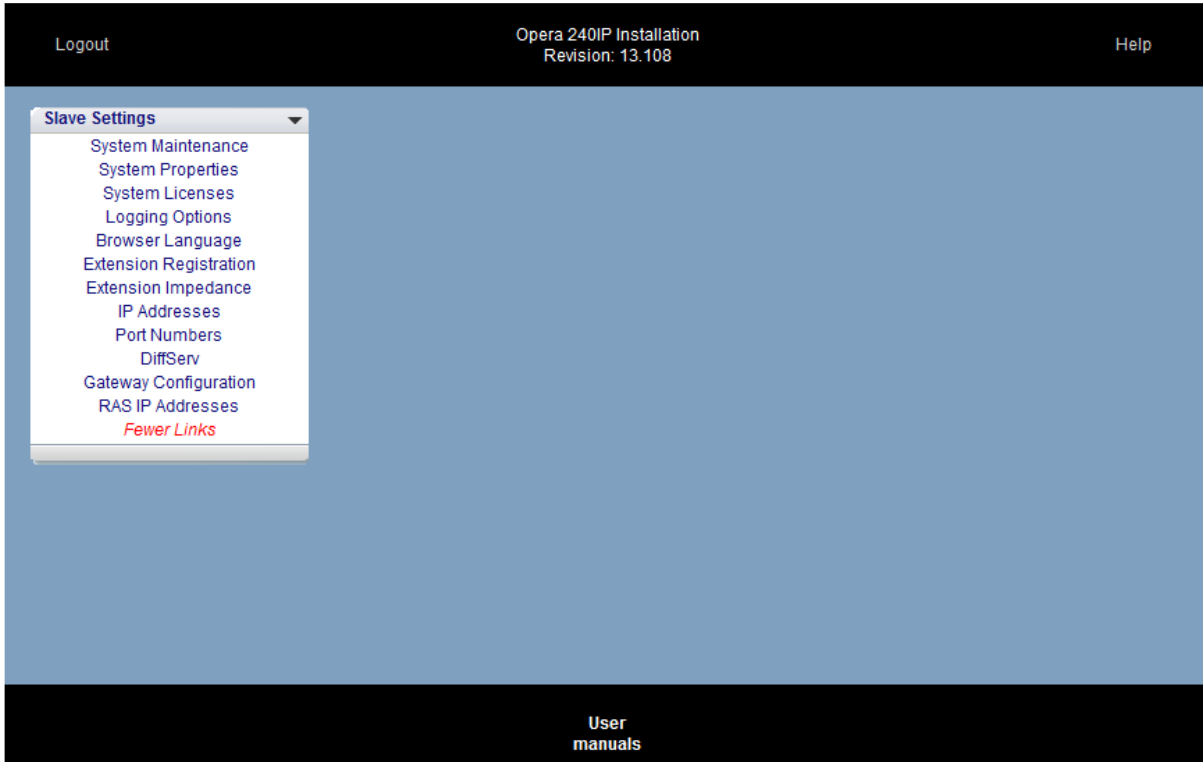 Logout
Opera 240IP Installation
Revision: 13.108
Help
Slave Settings
System Maintenance
System Properties
System Licenses
Logging Options
Browser Language
Extension Registration
Extension Impedance
IP Addresses
Port Numbers
DiffServ
Gateway Configuration
RAS IP Addresses
Fewer Links
User
manuals